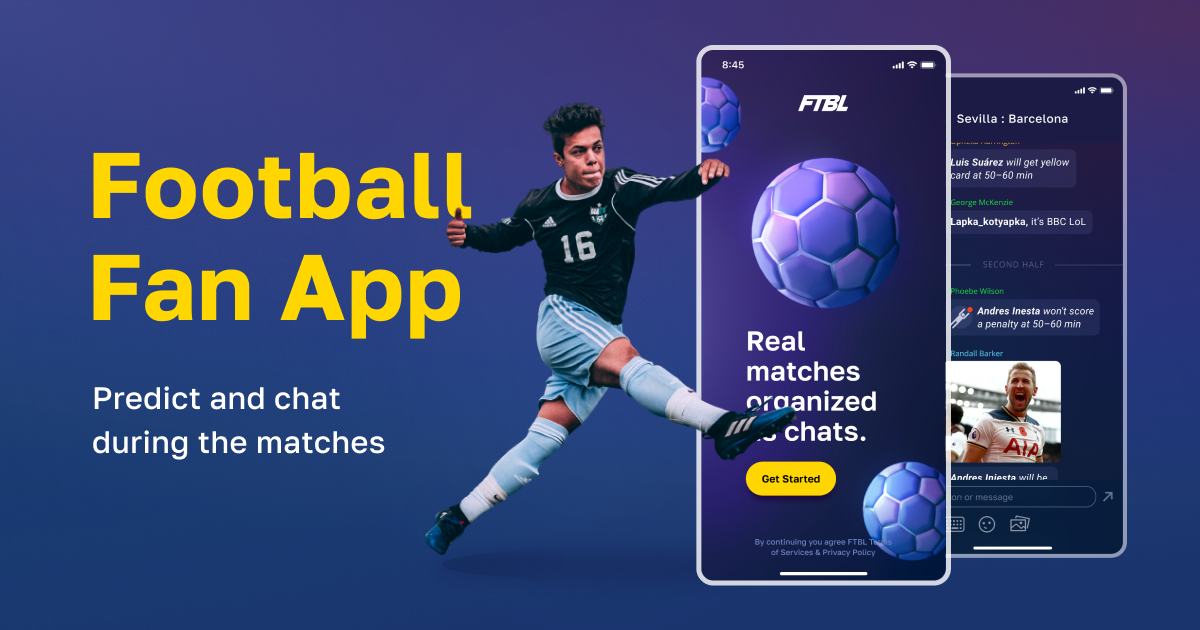 Football
Fan App
Predict and chat
during the matches
16
8:45
FTBL
Real
matches
organized
chats.
Get Started
By continuing you agree FTBL Terms
of Services & Privacy Policy
Sevilla : Barcelona
Luis Suárez will get yellow
card at 50–60 min
George McKenzie
Lapka_kotyapka, it's BBC LoL
SECOND HALF
Phoebe Wilson
Andres Inesta won't score
a penalty at 50–60 min
Randall Barker
AIA
Andres Iniesta will be
on or message